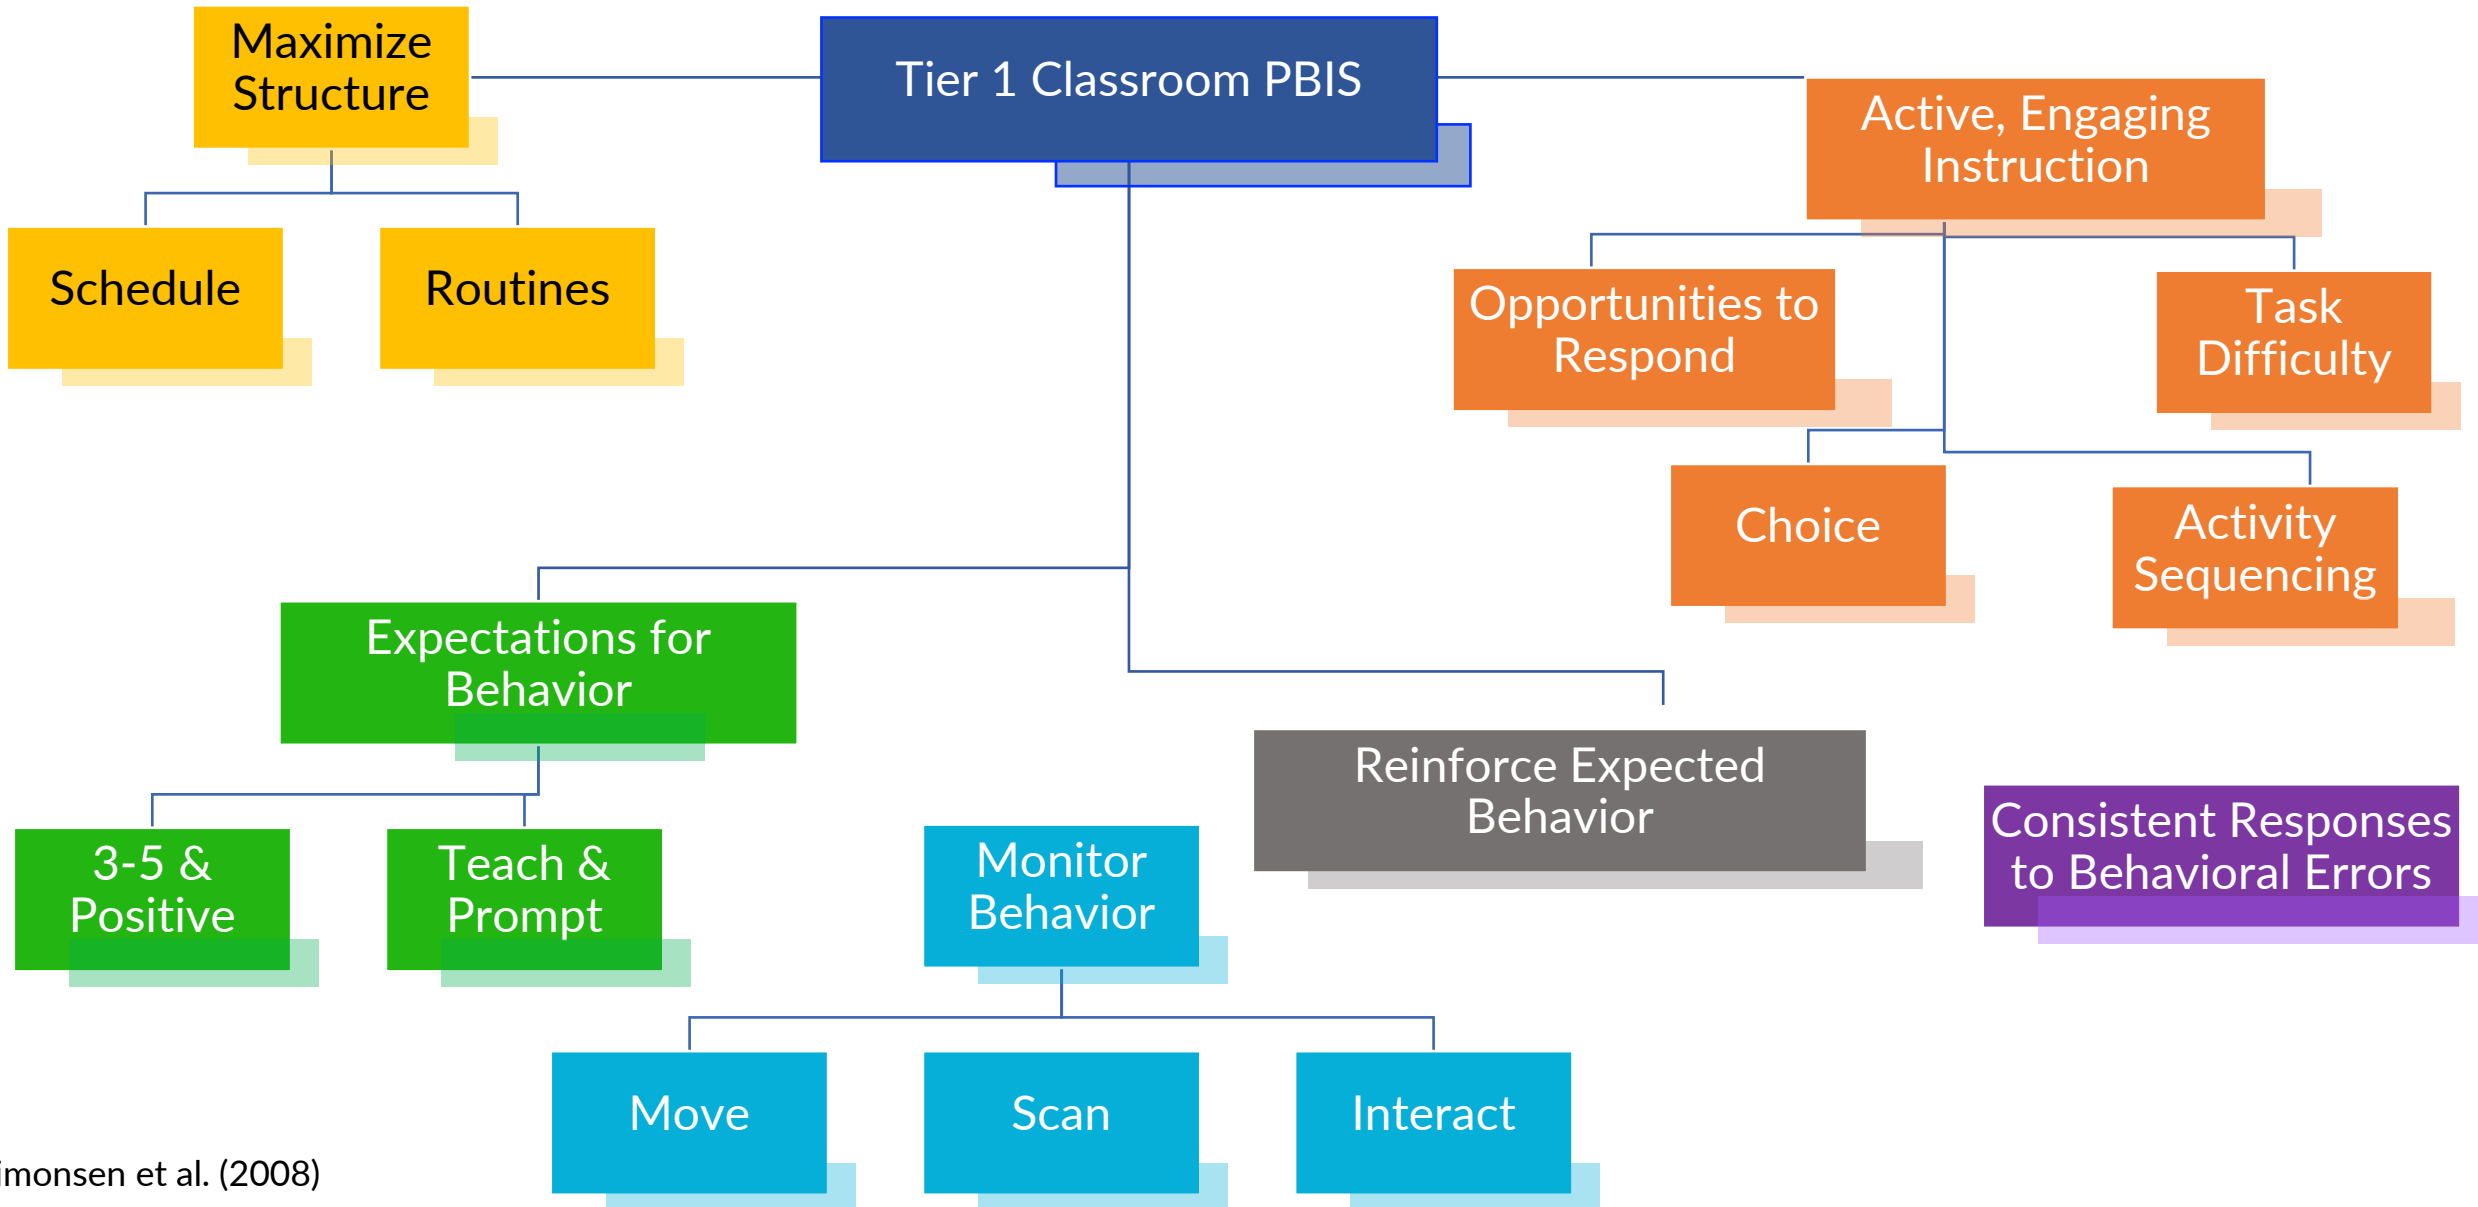 Maximize
Structure
Tier 1 Classroom PBIS
Active, Engaging
Instruction
Schedule
Routines
Opportunities to
Respond
Task
Difficulty
Choice
Activity
Sequencing
Expectations for
Behavior
Reinforce Expected
Behavior
Consistent Responses
to Behavioral Errors
3-5 &
Positive
Teach &
Prompt
Monitor
Behavior
Move
Scan
Interact
imonsen et al. (2008)